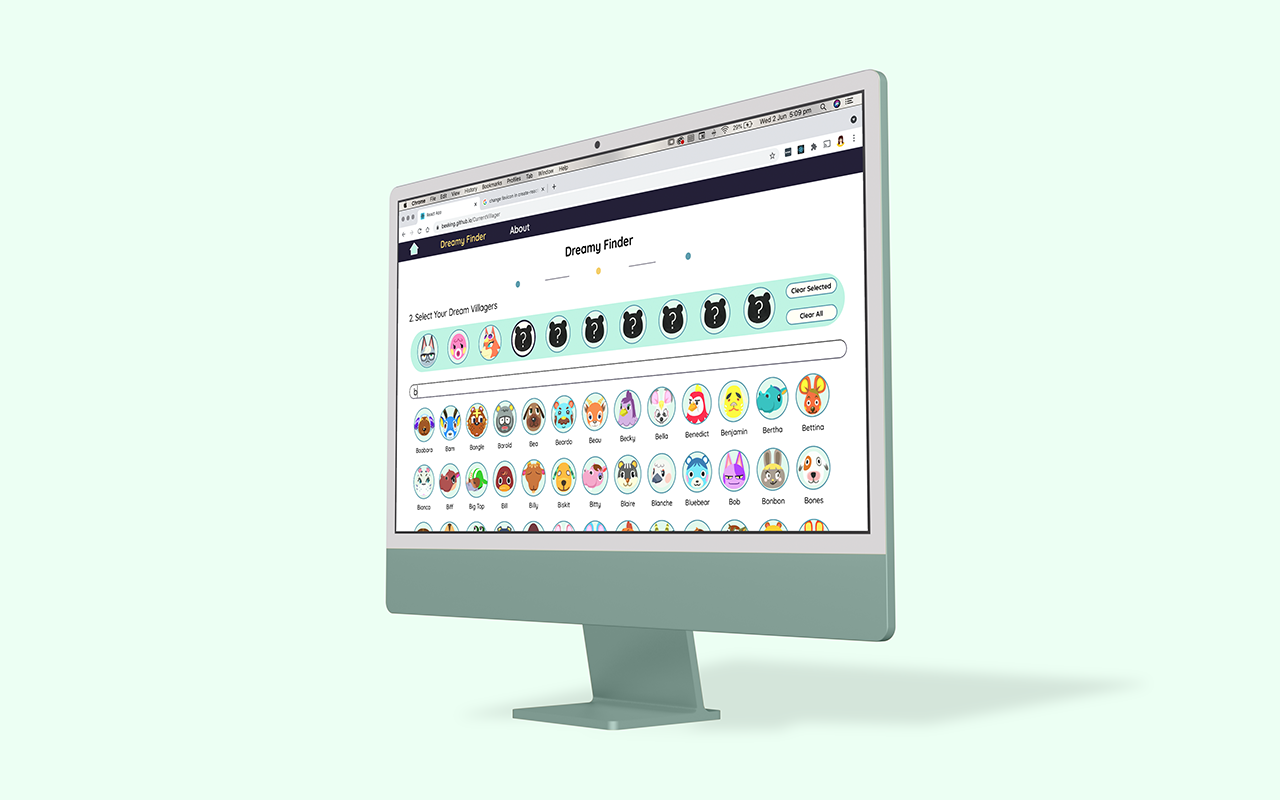 Chrome File Edit View History Bookmarks Profiles Tab Window Help 29% Wed 2 Jun 5:09 pm
React App
change favicon in create-reac
beeking.github.io/CurrentVillager
Dreamy Finder About
Dreamy Finder
2. Select Your Dream Villagers
? ? ? ? ? ? ?
Clear Selected
Clear All
b
Baabara Bam Bangle Barold Bea Beardo Beau Becky Bella Benedict Benjamin Bertha Bettina
Bianca Biff Big Top Bill Billy Biskit Bitty Blaire Blanche Bluebear Bob Bonbon Bones